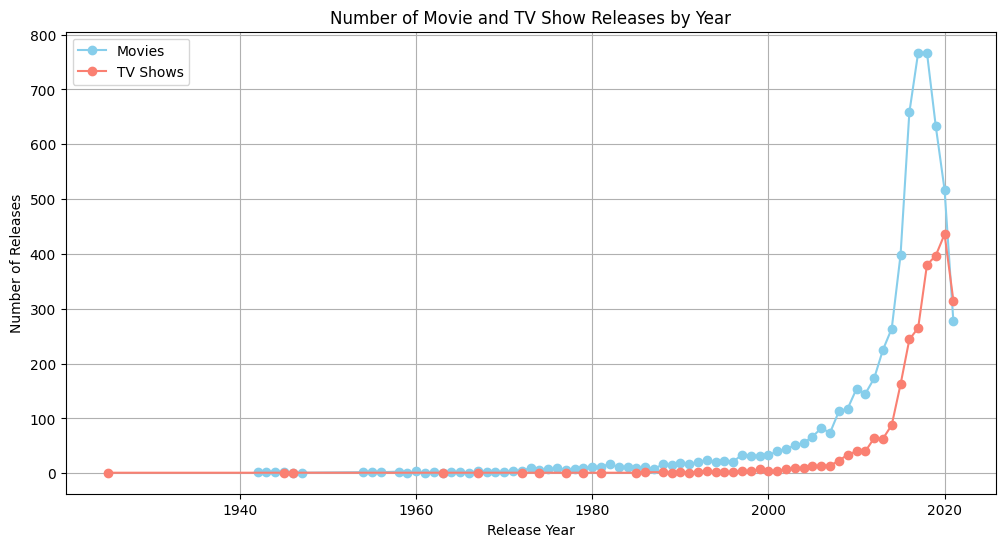 Number of Movie and TV Show Releases by Year
Movies
TV Shows
Number of Releases
800
700
600
500
400
300
200
100
0
1940
1960
1980
2000
2020
Release Year